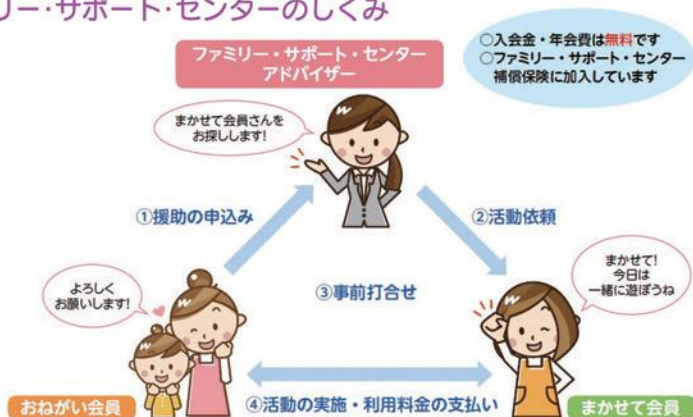 リー・サポート・センターのしくみ
ファミリー・サポート・センター
アドバイザー
○入会金・年会費は無料です
○ファミリー・サポート・センター
補償保険に加入しています
まかせて会員さんを
お探しします!
①援助の申込み
②活動依頼
③事前打合せ
よろしく
お願いします!
まかせて!
今日は
一緒に遊ぼうね
おねがい会員
④活動の実施・利用料金の支払い
まかせて会員